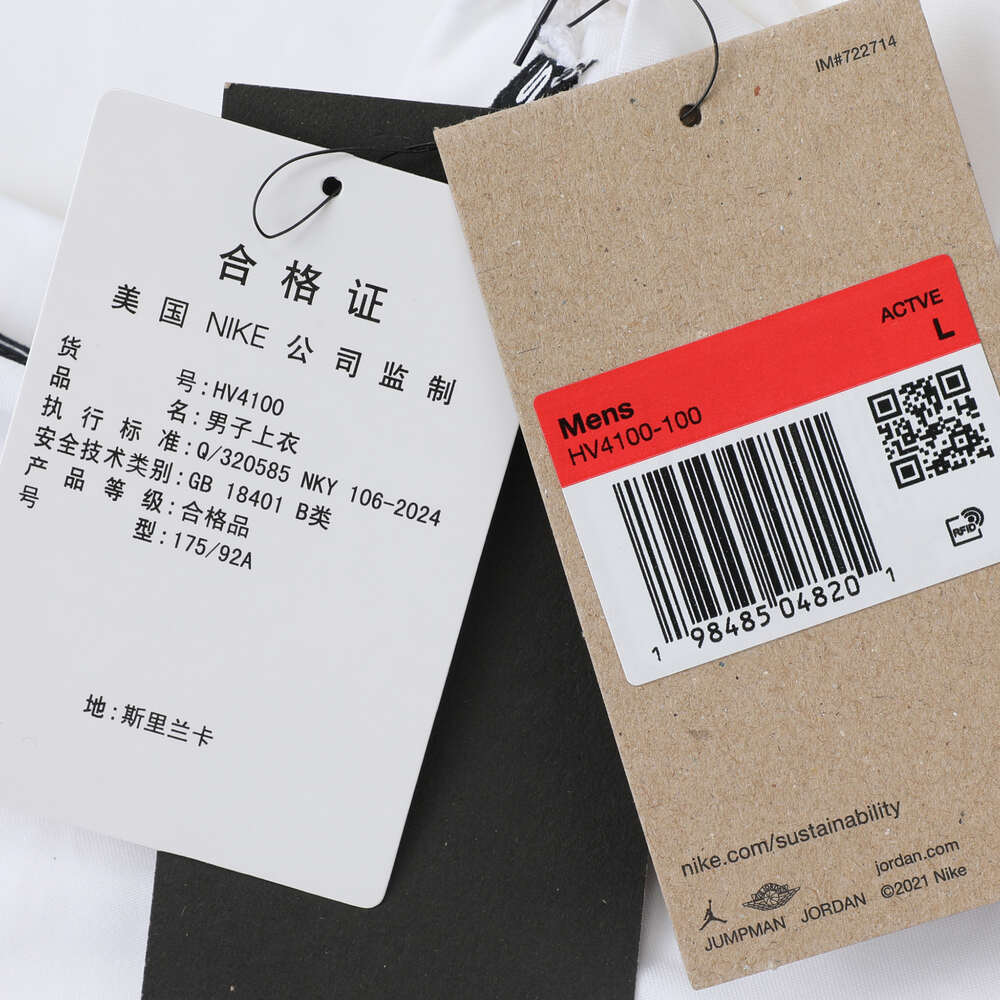 合格证
美国 NIKE 公司监制
货 号:HV4100
品 名:男子上衣
执行标准:Q/320585 NKY 106-2024
安全技术类别:GB 18401 B类
产品等级:合格品
号 型:175/92A
地:斯里兰卡
IM#722714
ACTVE
L
Mens
HV4100-100
RFID
1 98485 04820 1
nike.com/sustainability
jordan.com
©2021 Nike
JUMPMAN JORDAN